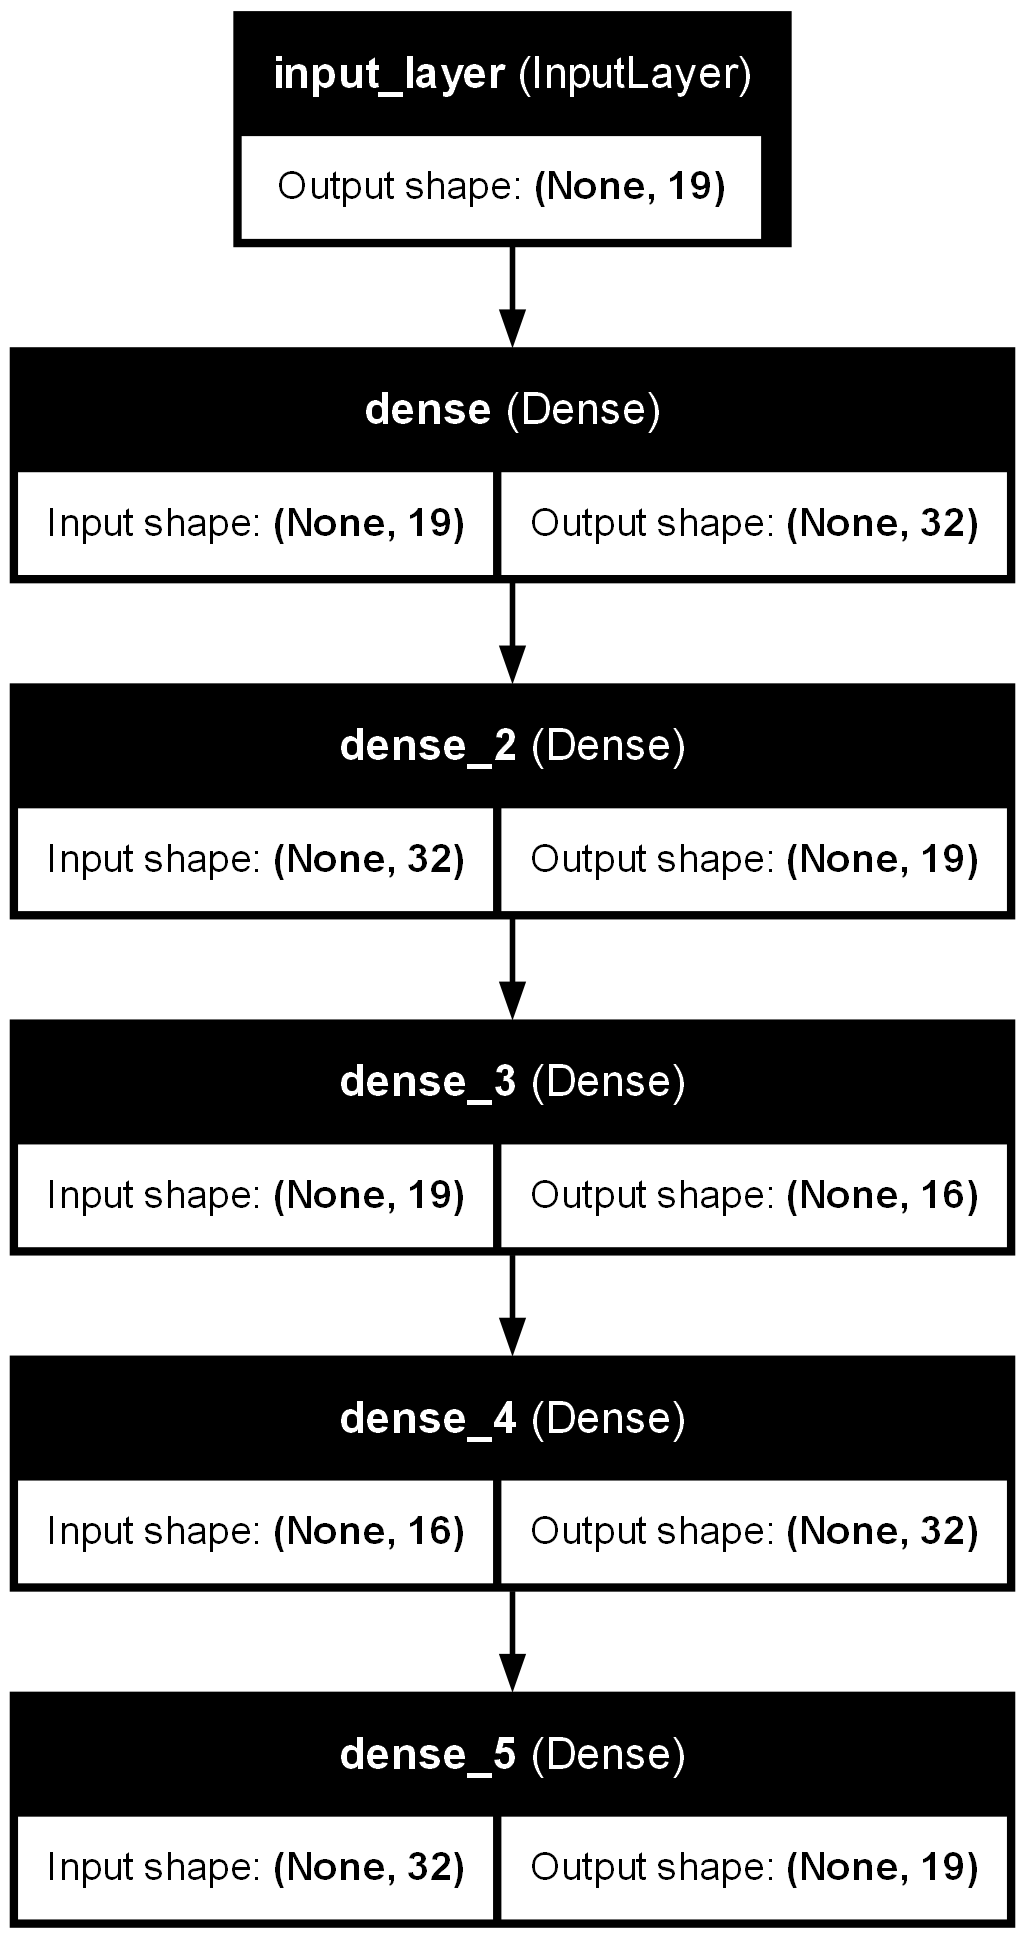 input_layer (InputLayer)
Output shape: (None, 19)
dense (Dense)
Input shape: (None, 19) Output shape: (None, 32)
dense_2 (Dense)
Input shape: (None, 32) Output shape: (None, 19)
dense_3 (Dense)
Input shape: (None, 19) Output shape: (None, 16)
dense_4 (Dense)
Input shape: (None, 16) Output shape: (None, 32)
dense_5 (Dense)
Input shape: (None, 32) Output shape: (None, 19)